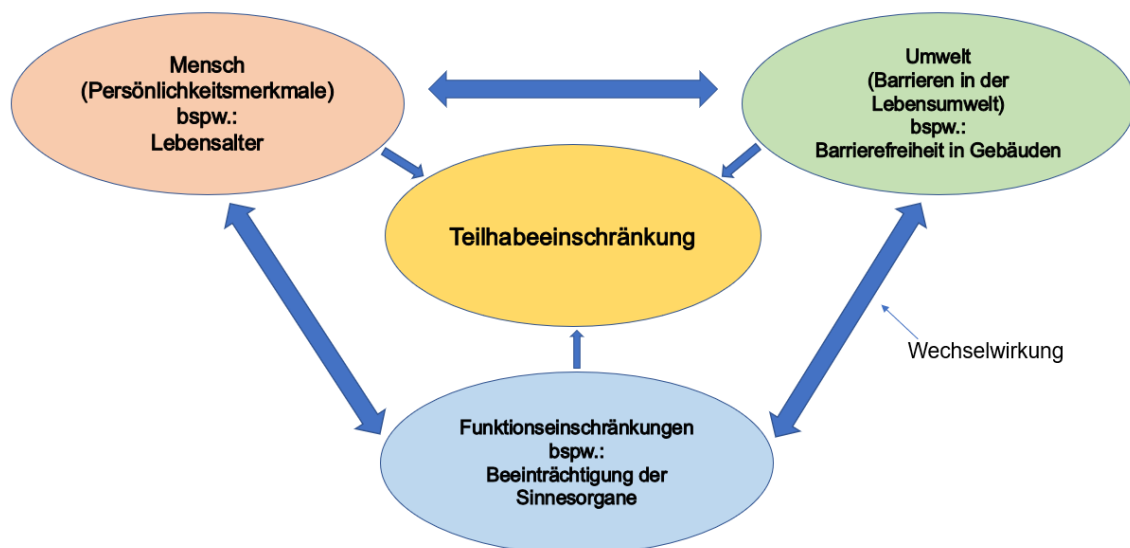 Mensch
(Persönlichkeitsmerkmale)
bspw.:
Lebensalter
Umwelt
(Barrieren in der
Lebensumwelt)
bspw.:
Barrierefreiheit in Gebäuden
Teilhabeeinschränkung
Wechselwirkung
Funktionseinschränkungen
bspw.:
Beeinträchtigung der
Sinnesorgane